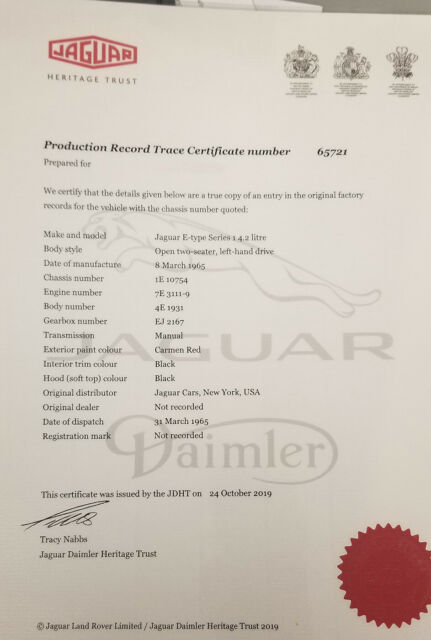 JAGUAR
HERITAGE TRUST
Production Record Trace Certificate number 65721
Prepared for
We certify that the details given below are a true copy of an entry in the original factory
records for the vehicle with the chassis number quoted:
Make and model Jaguar E-type Series 1 4.2 litre
Body style Open two-seater, left-hand drive
Date of manufacture 8 March 1965
Chassis number 1E 10754
Engine number 7E 3111-9
Body number 4E 1931
Gearbox number EJ 2167
Transmission Manual
Exterior paint colour Carmen Red
Interior trim colour Black
Hood (soft top) colour Black
Original distributor Jaguar Cars, New York, USA
Original dealer Not recorded
Date of dispatch 31 March 1965
Registration mark Not recorded
JAGUAR
Daimler
This certificate was issued by the JDHT on 24 October 2019
Tracy Nabbs
Jaguar Daimler Heritage Trust
© Jaguar Land Rover Limited / Jaguar Daimler Heritage Trust 2019